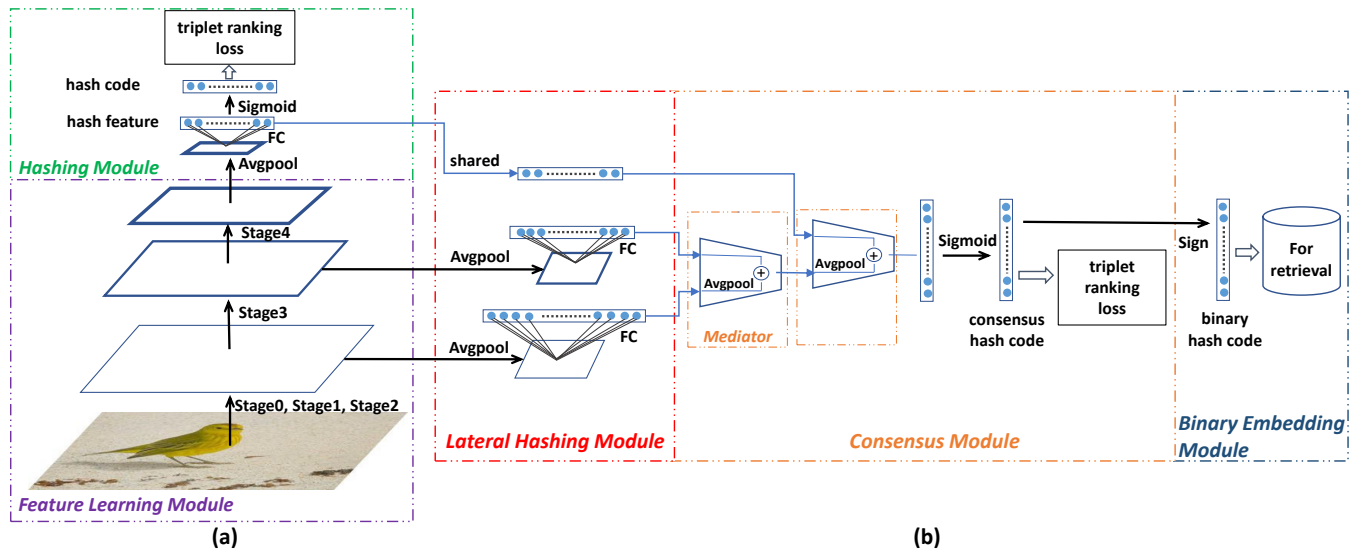 triplet ranking
loss
hash code
Sigmoid
hash feature
FC
Hashing Module
Avgpool
Stage4
Stage3
Stage0, Stage1, Stage2
Feature Learning Module
(a)
shared
Avgpool
FC
Avgpool
FC
Lateral Hashing Module
Avgpool
+
Mediator
Avgpool
+
Sigmoid
consensus
hash code
triplet
ranking
loss
Consensus Module
Sign
binary
hash code
For
retrieval
Binary Embedding
Module
(b)